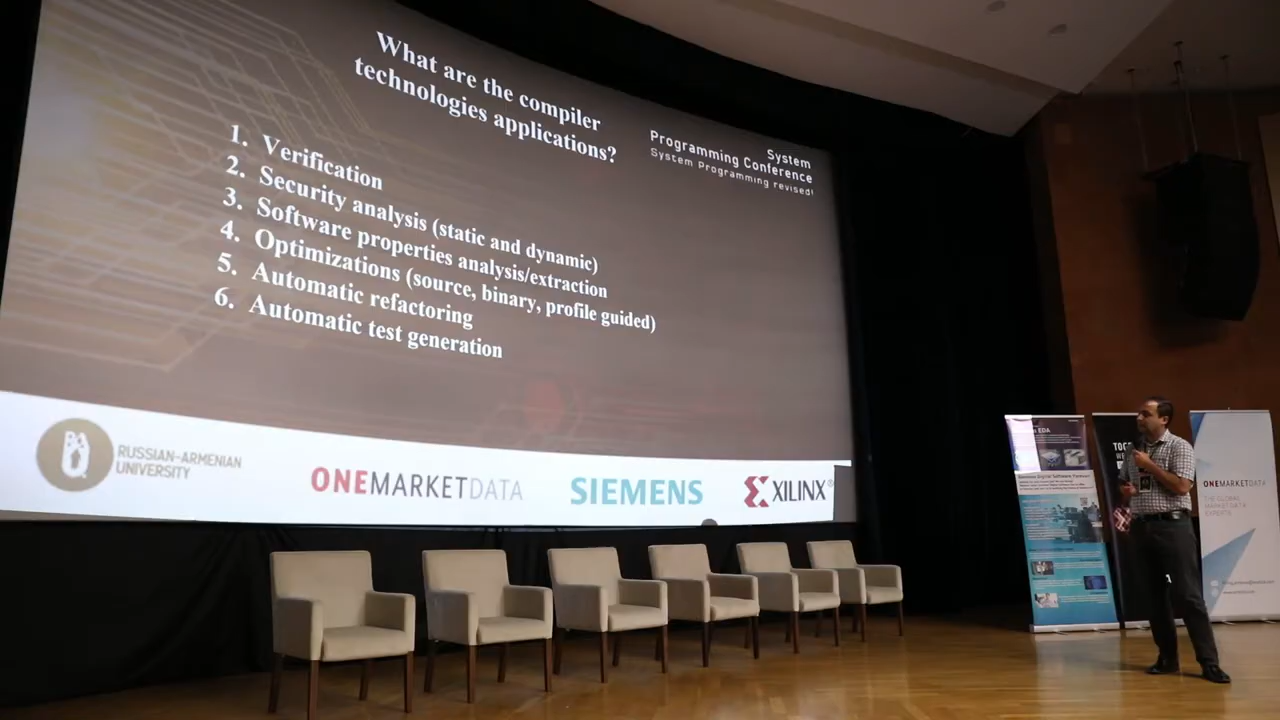 What are the compiler
technologies applications?
System
Programming Conference
System Programming revised!
1. Verification
2. Security analysis (static and dynamic)
3. Software properties analysis/extraction
4. Optimizations (source, binary, profile guided)
5. Automatic refactoring
6. Automatic test generation
RUSSIAN-ARMENIAN
UNIVERSITY
ONEMARKETDATA
SIEMENS
XILINX®
EDA
ONEMARKETDATA
THE GLOBAL
MARKET DATA
EXPERTS